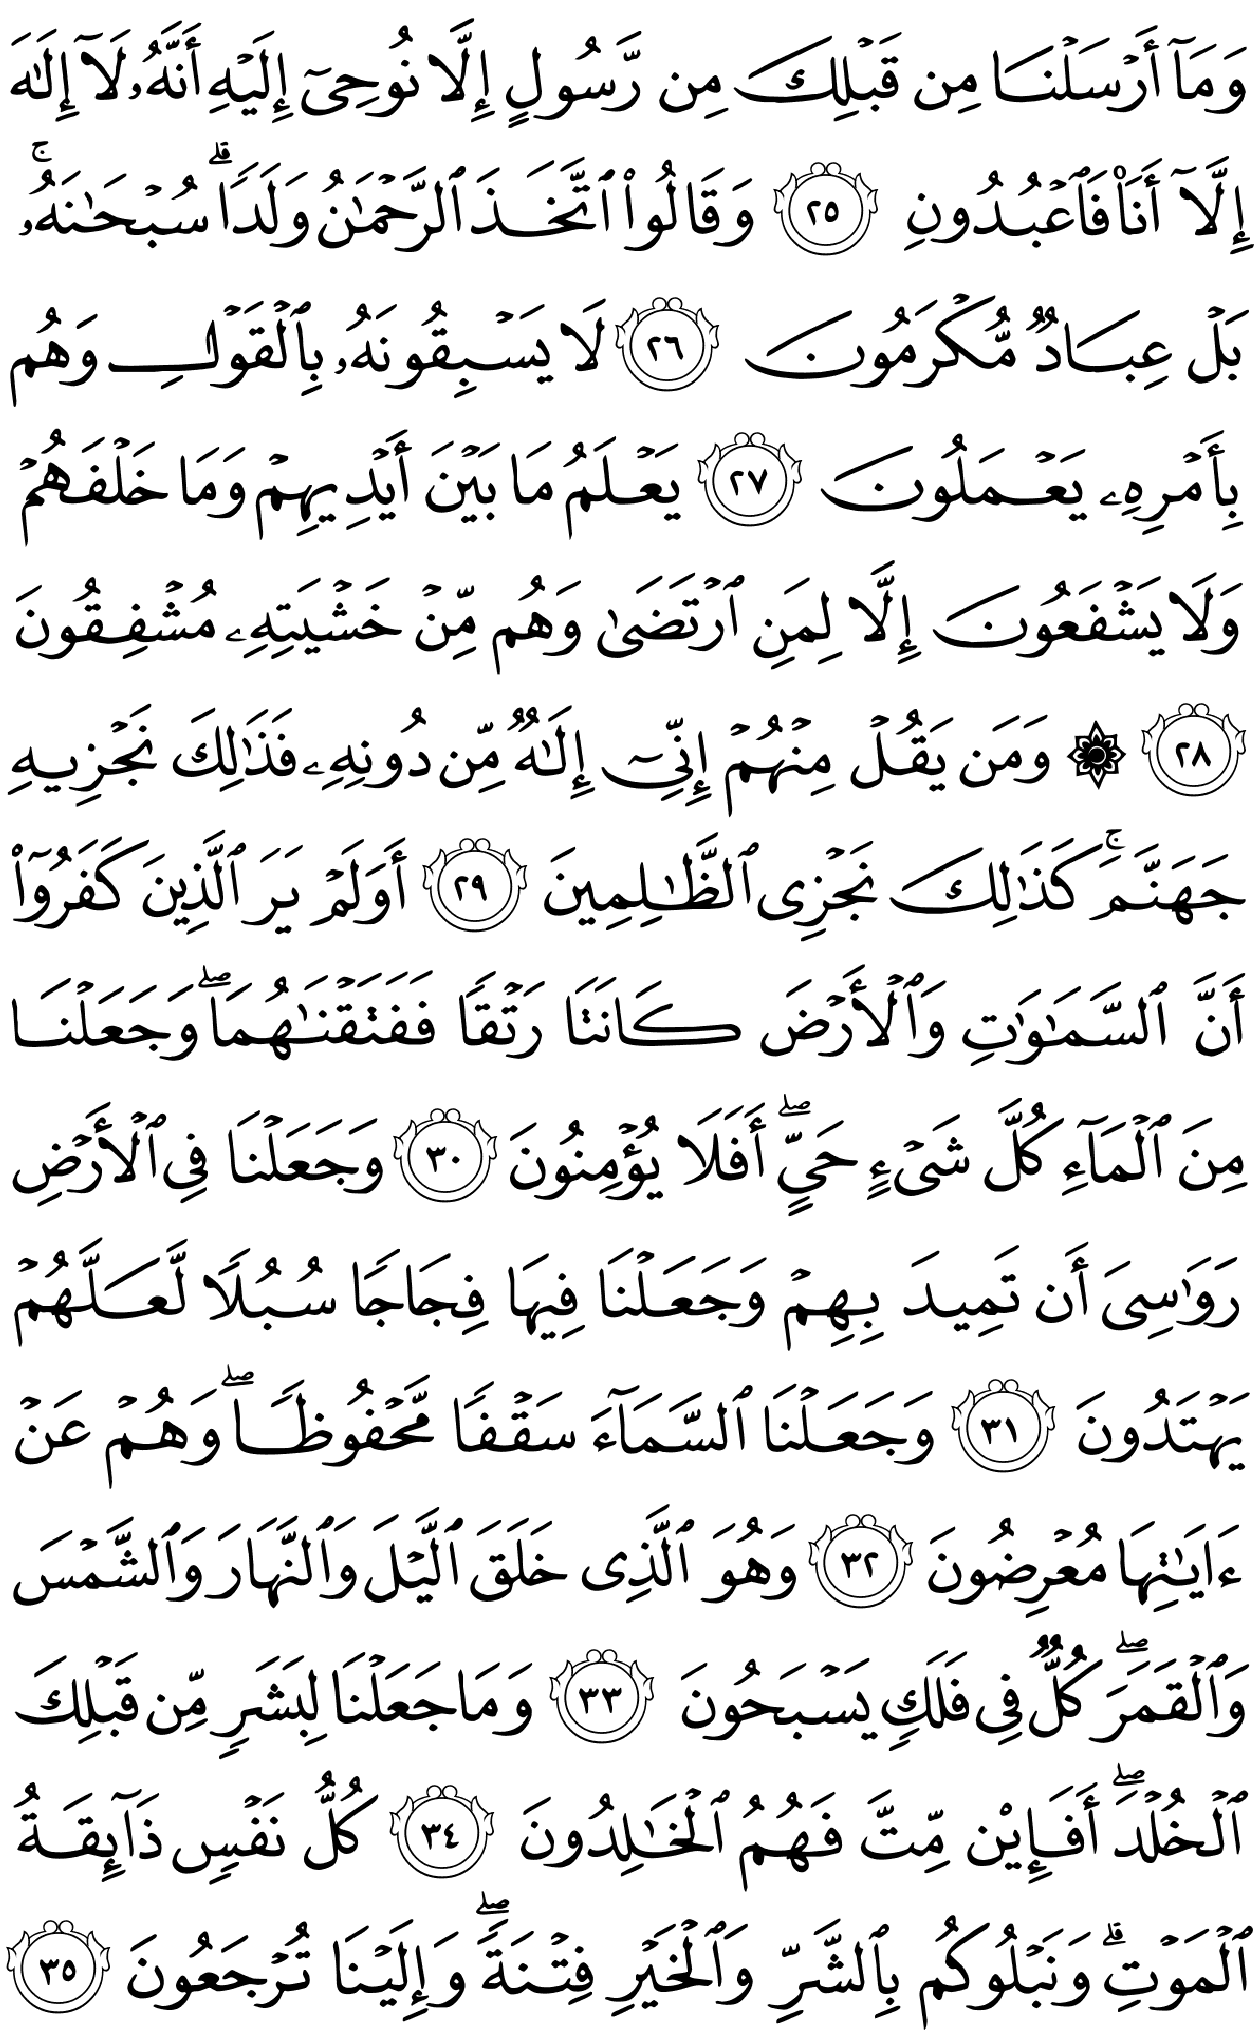 وَمَآ أَرۡسَلۡنَا مِن قَبۡلِكَ مِن رَّسُولٍ إِلَّا نُوحِيٓ إِلَيۡهِ أَنَّهُۥ لَآ إِلَٰهَ
إِلَّآ أَنَا۠ فَٱعۡبُدُونِ ٢٥ وَقَالُواْ ٱتَّخَذَ ٱلرَّحۡمَٰنُ وَلَدٗاۗ سُبۡحَٰنَهُۥۚ
بَلۡ عِبَادٞ مُّكۡرَمُونَ ٢٦ لَا يَسۡبِقُونَهُۥ بِٱلۡقَوۡلِ وَهُم
بِأَمۡرِهِۦ يَعۡمَلُونَ ٢٧ يَعۡلَمُ مَا بَيۡنَ أَيۡدِيهِمۡ وَمَا خَلۡفَهُمۡ
وَلَا يَشۡفَعُونَ إِلَّا لِمَنِ ٱرۡتَضَىٰ وَهُم مِّنۡ خَشۡيَتِهِۦ مُشۡفِقُونَ
٢٨ ۞ وَمَن يَقُلۡ مِنۡهُمۡ إِنِّيٓ إِلَٰهٞ مِّن دُونِهِۦ فَذَٰلِكَ نَجۡزِيهِ
جَهَنَّمَۚ كَذَٰلِكَ نَجۡزِي ٱلظَّٰلِمِينَ ٢٩ أَوَلَمۡ يَرَ ٱلَّذِينَ كَفَرُوٓاْ
أَنَّ ٱلسَّمَٰوَٰتِ وَٱلۡأَرۡضَ كَانَتَا رَتۡقٗا فَفَتَقۡنَٰهُمَاۖ وَجَعَلۡنَا
مِنَ ٱلۡمَآءِ كُلَّ شَيۡءٍ حَيٍّۖ أَفَلَا يُؤۡمِنُونَ ٣٠ وَجَعَلۡنَا فِي ٱلۡأَرۡضِ
رَوَٰسِيَ أَن تَمِيدَ بِهِمۡ وَجَعَلۡنَا فِيهَا فِجَاجٗا سُبُلٗا لَّعَلَّهُمۡ
يَهۡتَدُونَ ٣١ وَجَعَلۡنَا ٱلسَّمَآءَ سَقۡفٗا مَّحۡفُوظٗاۖ وَهُمۡ عَنۡ
ءَايَٰتِهَا مُعۡرِضُونَ ٣٢ وَهُوَ ٱلَّذِي خَلَقَ ٱلَّيۡلَ وَٱلنَّهَارَ وَٱلشَّمۡسَ
وَٱلۡقَمَرَۖ كُلّٞ فِي فَلَكٖ يَسۡبَحُونَ ٣٣ وَمَا جَعَلۡنَا لِبَشَرٖ مِّن قَبۡلِكَ
ٱلۡخُلۡدَۖ أَفَإِيْن مِّتَّ فَهُمُ ٱلۡخَٰلِدُونَ ٣٤ كُلُّ نَفۡسٖ ذَآئِقَةُ
ٱلۡمَوۡتِۗ وَنَبۡلُوكُم بِٱلشَّرِّ وَٱلۡخَيۡرِ فِتۡنَةٗۖ وَإِلَيۡنَا تُرۡجَعُونَ ٣٥